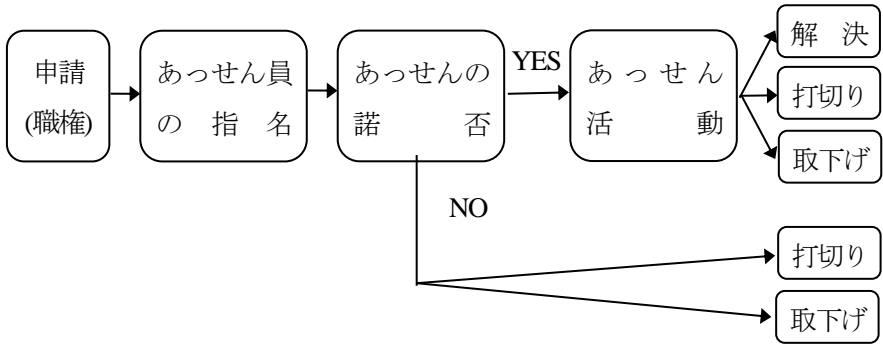 申請
(職権)
あっせん員
の指名
あっせんの
諾否
YES
あっせん
活動
解決
打切り
取下げ
NO
打切り
取下げ